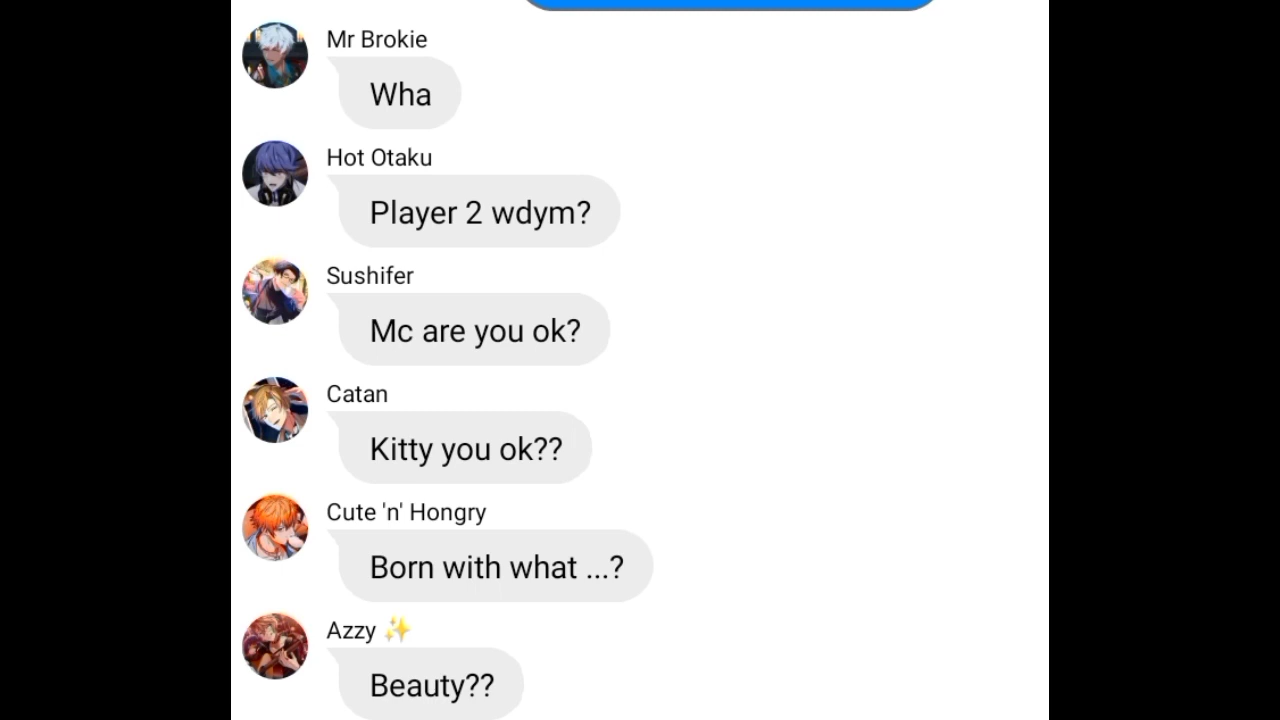 Mr Brokie
Wha
Hot Otaku
Player 2 wdym?
Sushifer
Mc are you ok?
Catan
Kitty you ok??
Cute 'n' Hongry
Born with what ...?
Azzy ✨
Beauty??